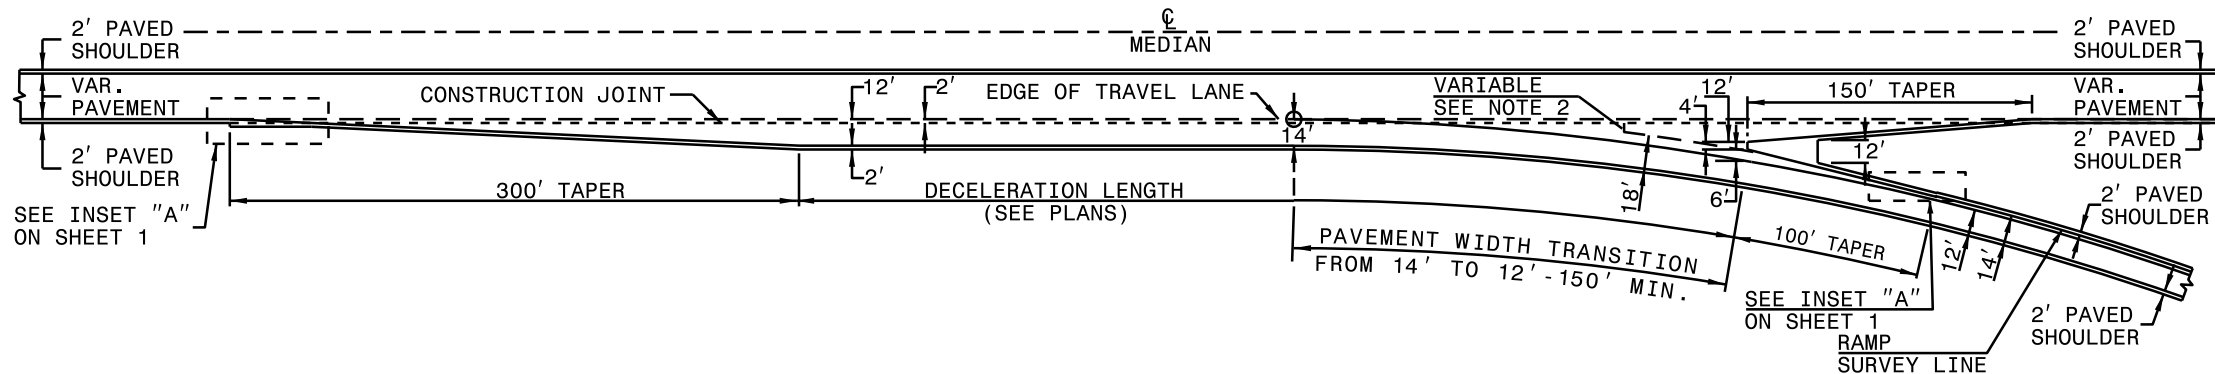 ℄
MEDIAN
2' PAVED
SHOULDER
VAR.
PAVEMENT
2' PAVED
SHOULDER
SEE INSET "A"
ON SHEET 1
CONSTRUCTION JOINT
12'
2'
2'
EDGE OF TRAVEL LANE
14'
300' TAPER
DECELERATION LENGTH
(SEE PLANS)
VARIABLE
SEE NOTE 2
4'
12'
150' TAPER
12'
18'
6'
PAVEMENT WIDTH TRANSITION
FROM 14' TO 12'-150' MIN.
100' TAPER
2' PAVED
SHOULDER
VAR.
PAVEMENT
2' PAVED
SHOULDER
2' PAVED
SHOULDER
12'
14'
SEE INSET "A"
ON SHEET 1
RAMP
SURVEY LINE
2' PAVED
SHOULDER